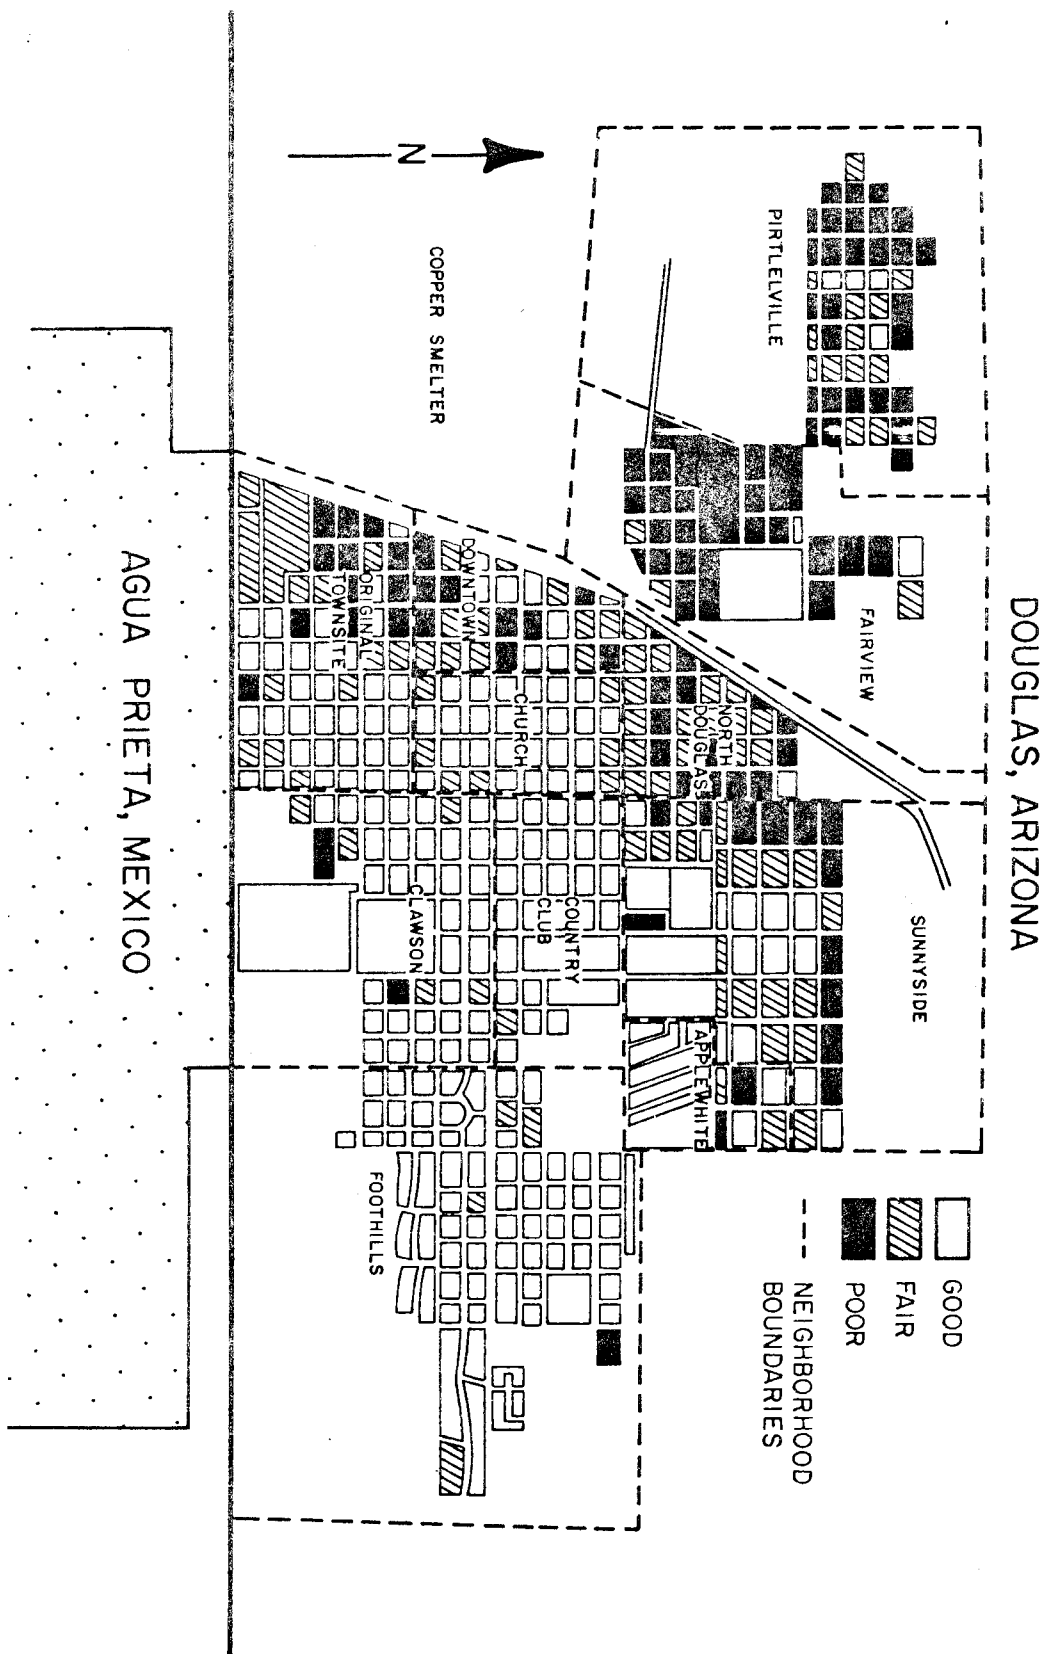 DOUGLAS, ARIZONA
GOOD
FAIR
POOR
NEIGHBORHOOD
BOUNDARIES
SUNNYSIDE
FAIRVIEW
PIRTLEVILLE
NORTH
DOUGLAS
APPLEWHITE
COUNTRY
CLUB
CHURCH
DOWNTOWN
COPPER SMELTER
N
CLAWSON
FOOTHILLS
ORIGINAL
TOWNSITE
AGUA PRIETA, MEXICO